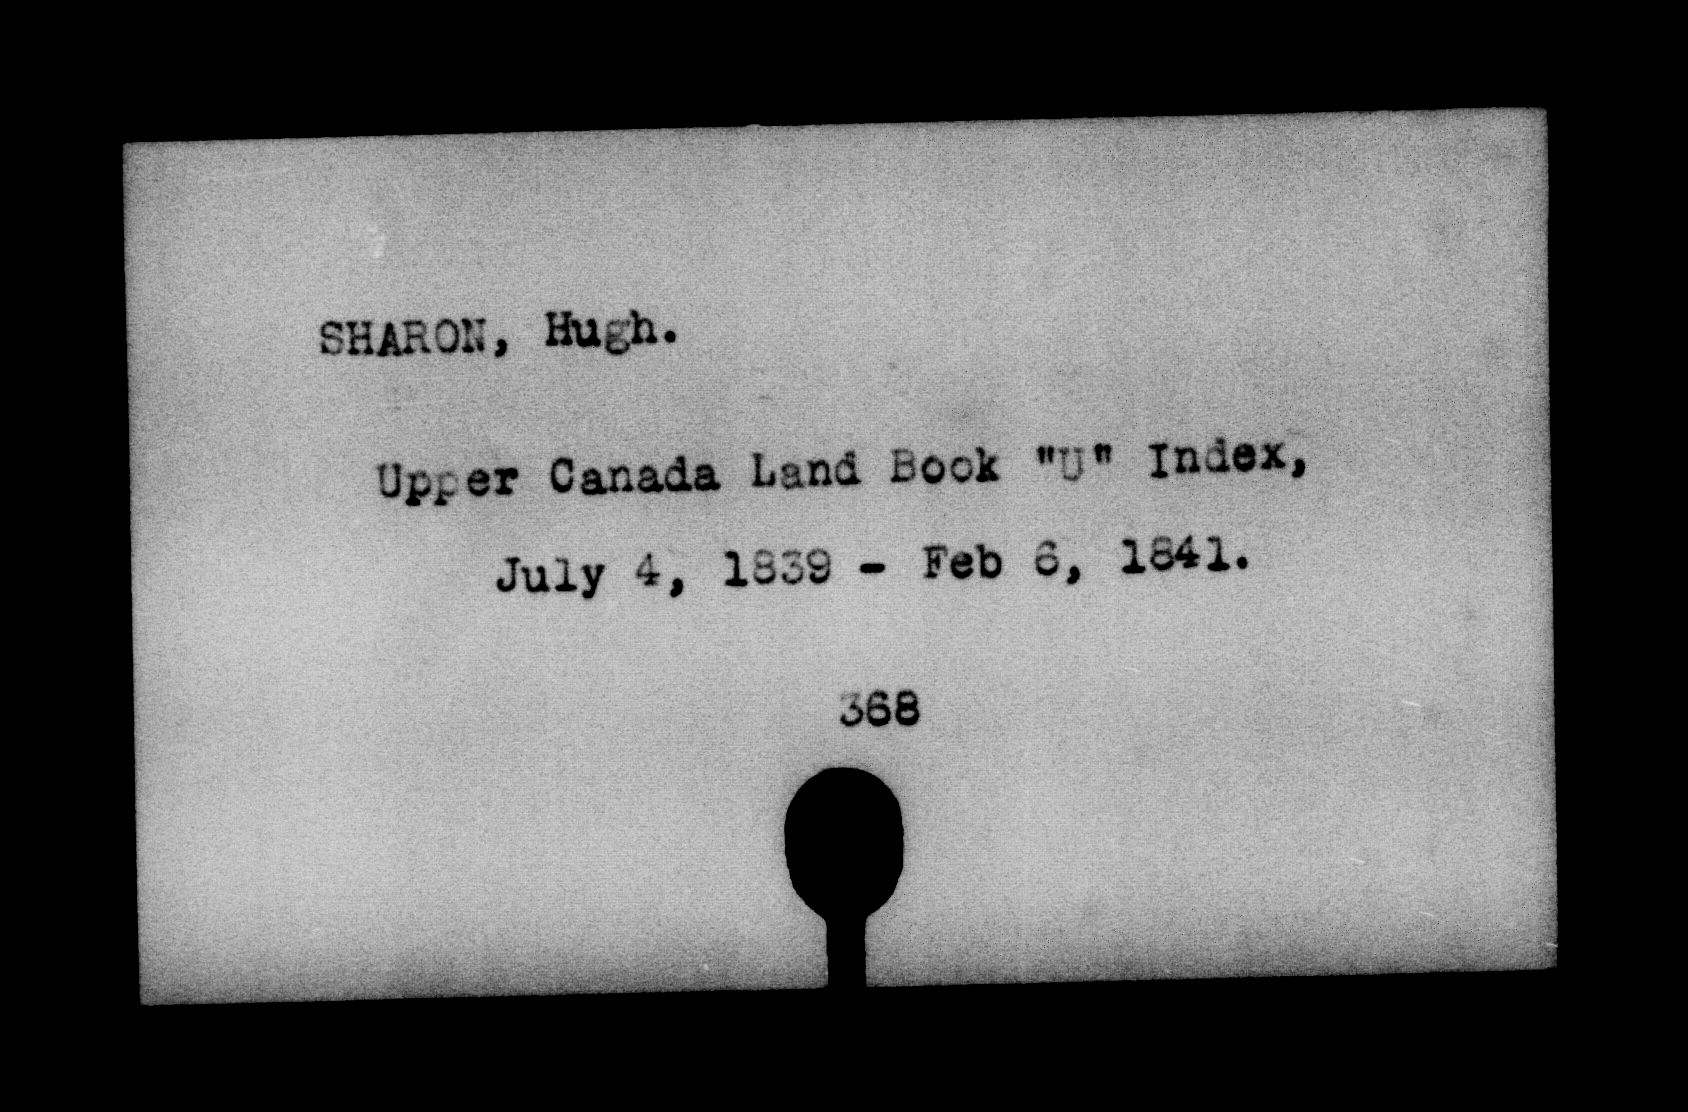 SHARON, Hugh.
Upper Canada Land Book "U" Index,
July 4, 1839 - Feb 6, 1841.
368